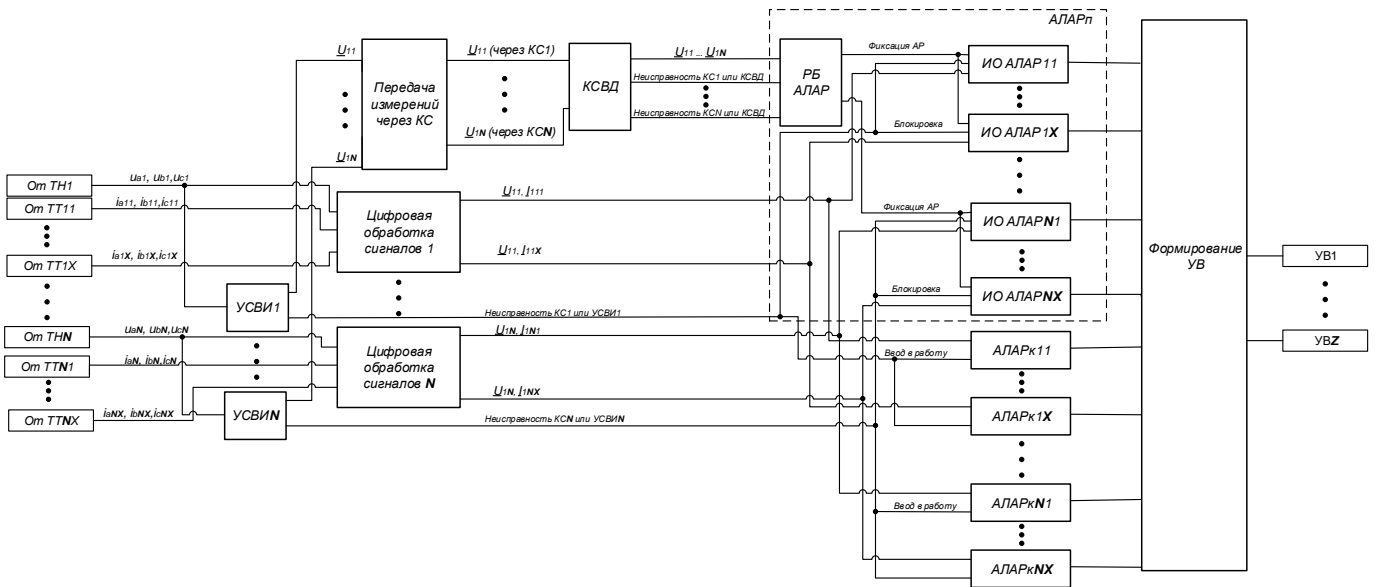 АЛАРп
U11
Передача
измерений
через КС
U11 (через КС1)
КСВД
U11 ... U1N
Неисправность КС1 или КСВД
Неисправность КСN или КСВД
РБ
АЛАР
Фиксация АР
ИО АЛАР11
Блокировка
ИО АЛАР1X
U1N
U1N (через КСN)
От ТН1
ua1, ub1,uc1
От ТТ11
ia11, ib11,ic11
От ТТ1X
ia1X, ib1X,ic1X
Цифровая
обработка
сигналов 1
U11, I111
U11, I11X
Фиксация АР
ИО АЛАРN1
Блокировка
ИО АЛАРNX
Формирование
УВ
УВ1
УВZ
УСВИ1
Неисправность КС1 или УСВИ1
От ТНN
uaN, ubN,ucN
От ТТN1
iaN, ibN,icN
От ТТNX
iaNX, ibNX,icNX
УСВИN
Цифровая
обработка
сигналов N
U1N, I1N1
U1N, I1NX
Неисправность КСN или УСВИN
Ввод в работу
АЛАРк11
АЛАРк1X
Ввод в работу
АЛАРкN1
АЛАРкNX